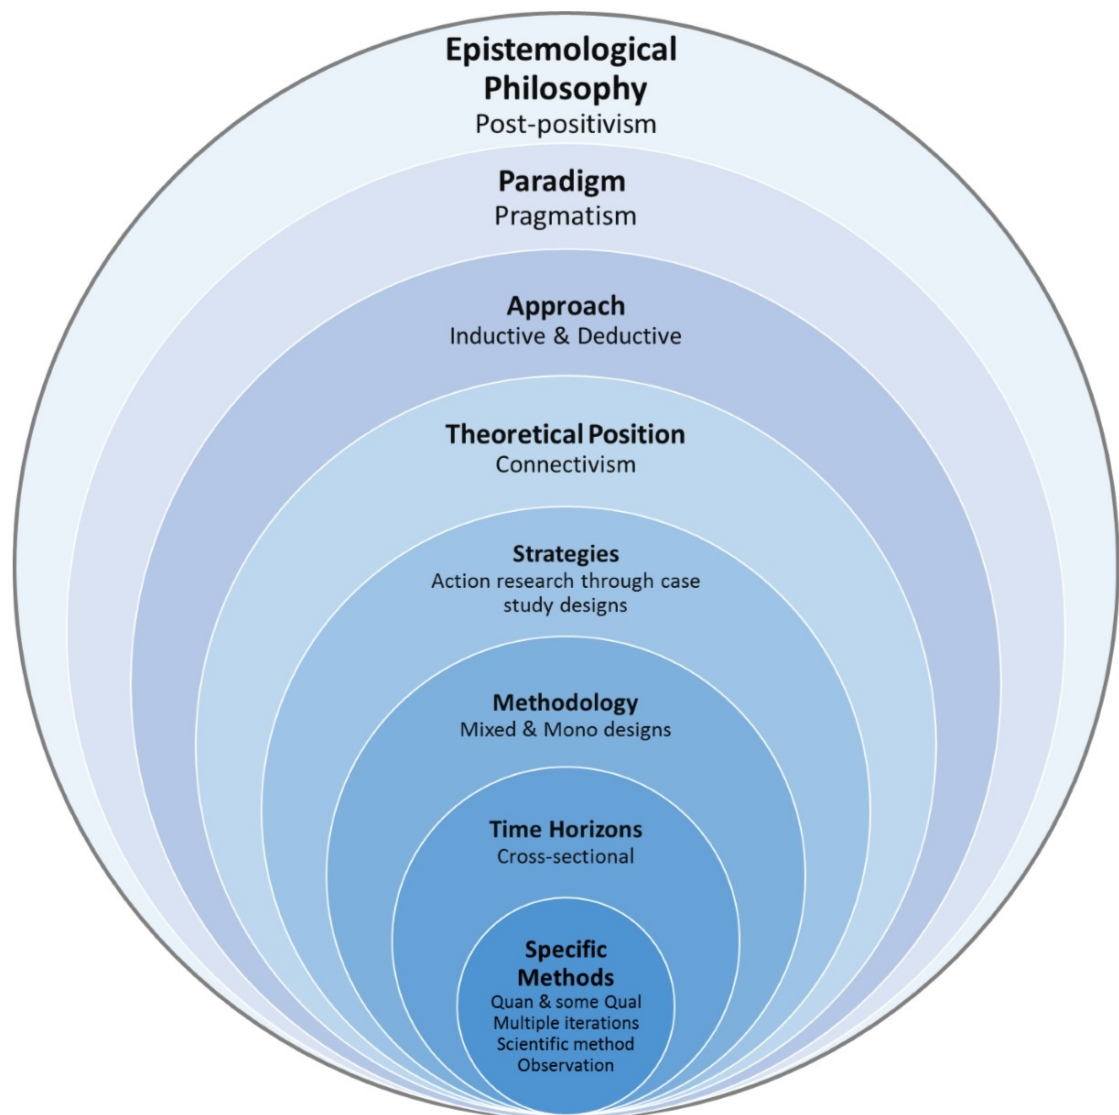 Epistemological
Philosophy
Post-positivism
Paradigm
Pragmatism
Approach
Inductive & Deductive
Theoretical Position
Connectivism
Strategies
Action research through case
study designs
Methodology
Mixed & Mono designs
Time Horizons
Cross-sectional
Specific
Methods
Quan & some Qual
Multiple iterations
Scientific method
Observation